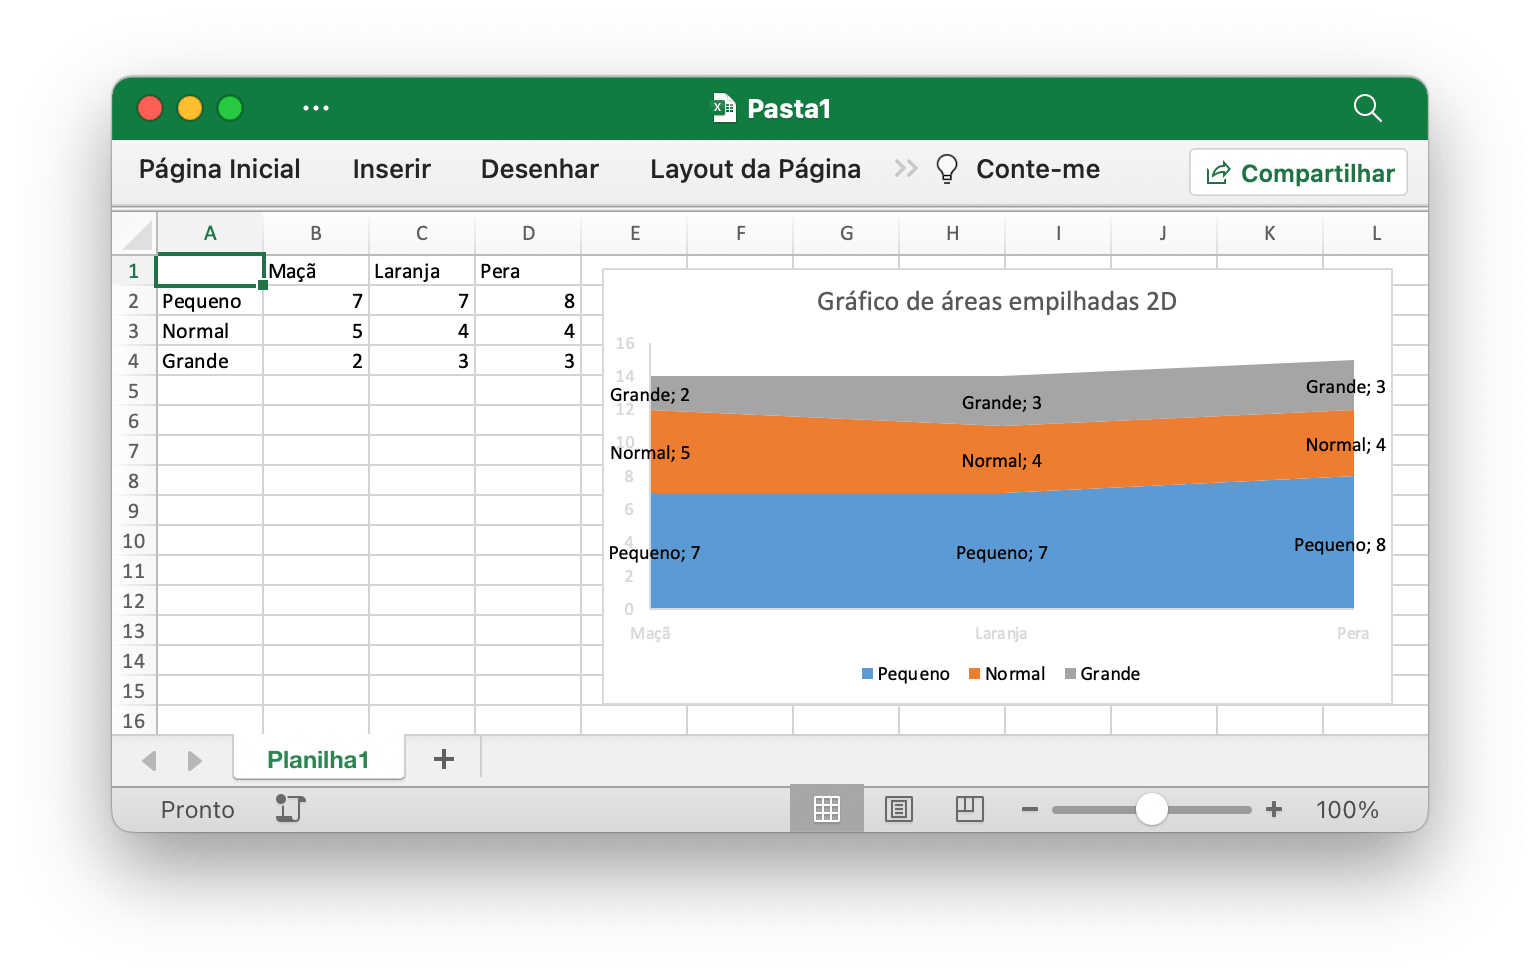 Pasta1
Página Inicial Inserir Desenhar Layout da Página Conte-me Compartilhar
A B C D E F G H I J K L
1 Maçã Laranja Pera
2 Pequeno 7 7 8
3 Normal 5 4 4
4 Grande 2 3 3
5
6
7
8
9
10
11
12
13
14
15
16
Gráfico de áreas empilhadas 2D
16
14
12
10
8
6
4
2
0
Grande; 2 Grande; 3 Grande; 3
Normal; 5 Normal; 4 Normal; 4
Pequeno; 7 Pequeno; 7 Pequeno; 8
Maçã Laranja Pera
Pequeno Normal Grande
Planilha1
Pronto 100%